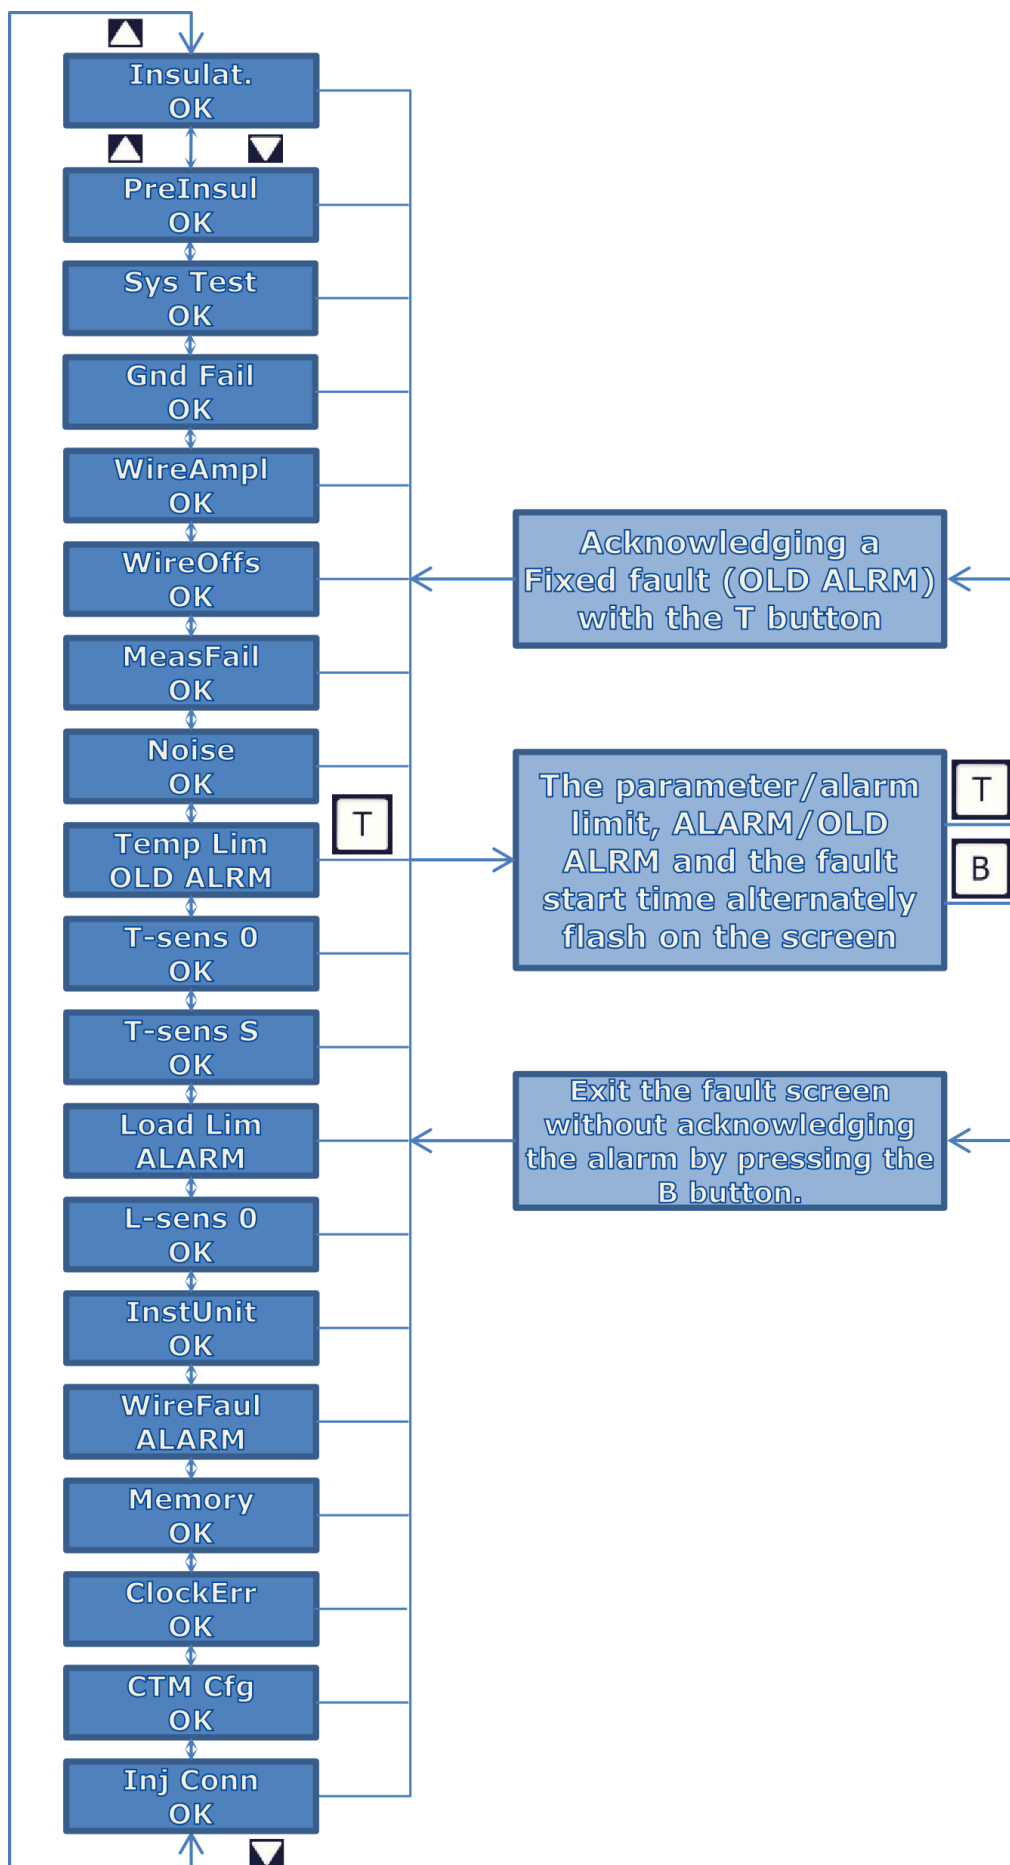 Insulat.
OK
PreInsul
OK
Sys Test
OK
Gnd Fail
OK
WireAmpl
OK
WireOffs
OK
MeasFail
OK
Noise
OK
Temp Lim
OLD ALRM
T-sens 0
OK
T-sens S
OK
Load Lim
ALARM
L-sens 0
OK
InstUnit
OK
WireFaul
ALARM
Memory
OK
ClockErr
OK
CTM Cfg
OK
Inj Conn
OK
T
Acknowledging a
Fixed fault (OLD ALRM)
with the T button
The parameter/alarm
limit, ALARM/OLD
ALRM and the fault
start time alternately
flash on the screen
T
B
Exit the fault screen
without acknowledging
the alarm by pressing the
B button.